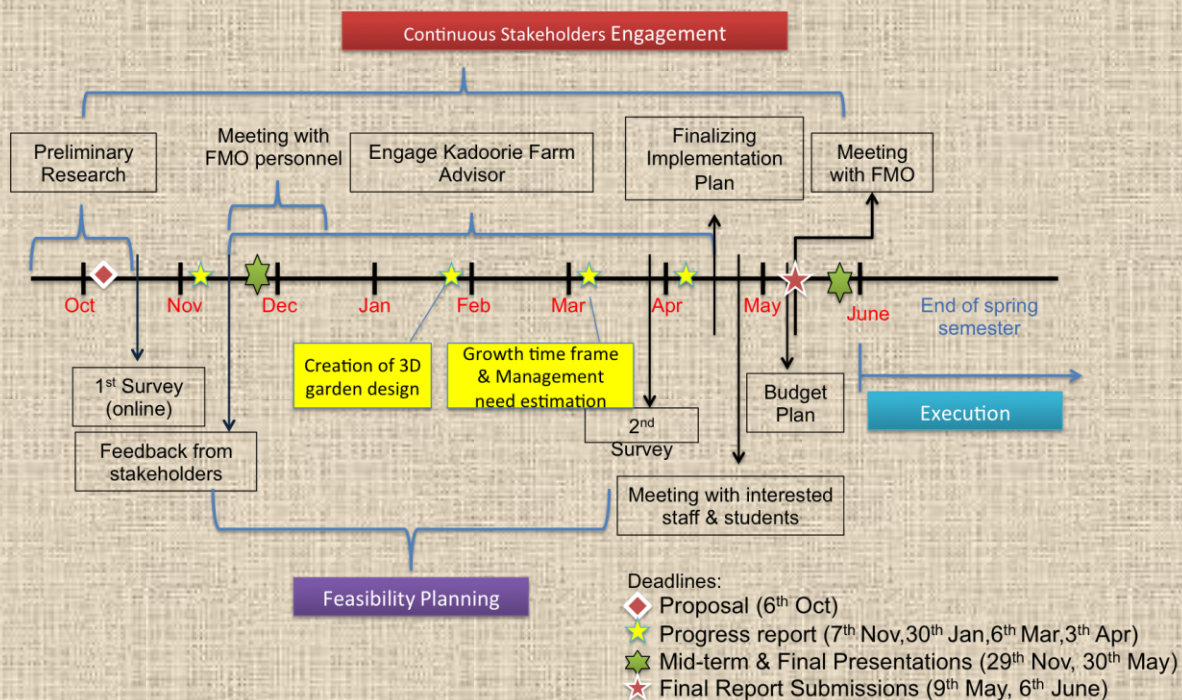 Continuous Stakeholders Engagement
Preliminary
Research
Meeting with
FMO personnel
Engage Kadoorie Farm
Advisor
Finalizing
Implementation
Plan
Meeting
with FMO
Oct
Nov
Dec
Jan
Feb
Mar
Apr
May
June
End of spring
semester
1st Survey
(online)
Feedback from
stakeholders
Creation of 3D
garden design
Growth time frame
& Management
need estimation
2nd
Survey
Meeting with interested
staff & students
Budget
Plan
Execution
Feasibility Planning
Deadlines:
Proposal (6th Oct)
Progress report (7th Nov,30th Jan,6th Mar,3th Apr)
Mid-term & Final Presentations (29th Nov, 30th May)
Final Report Submissions (9th May, 6th June)